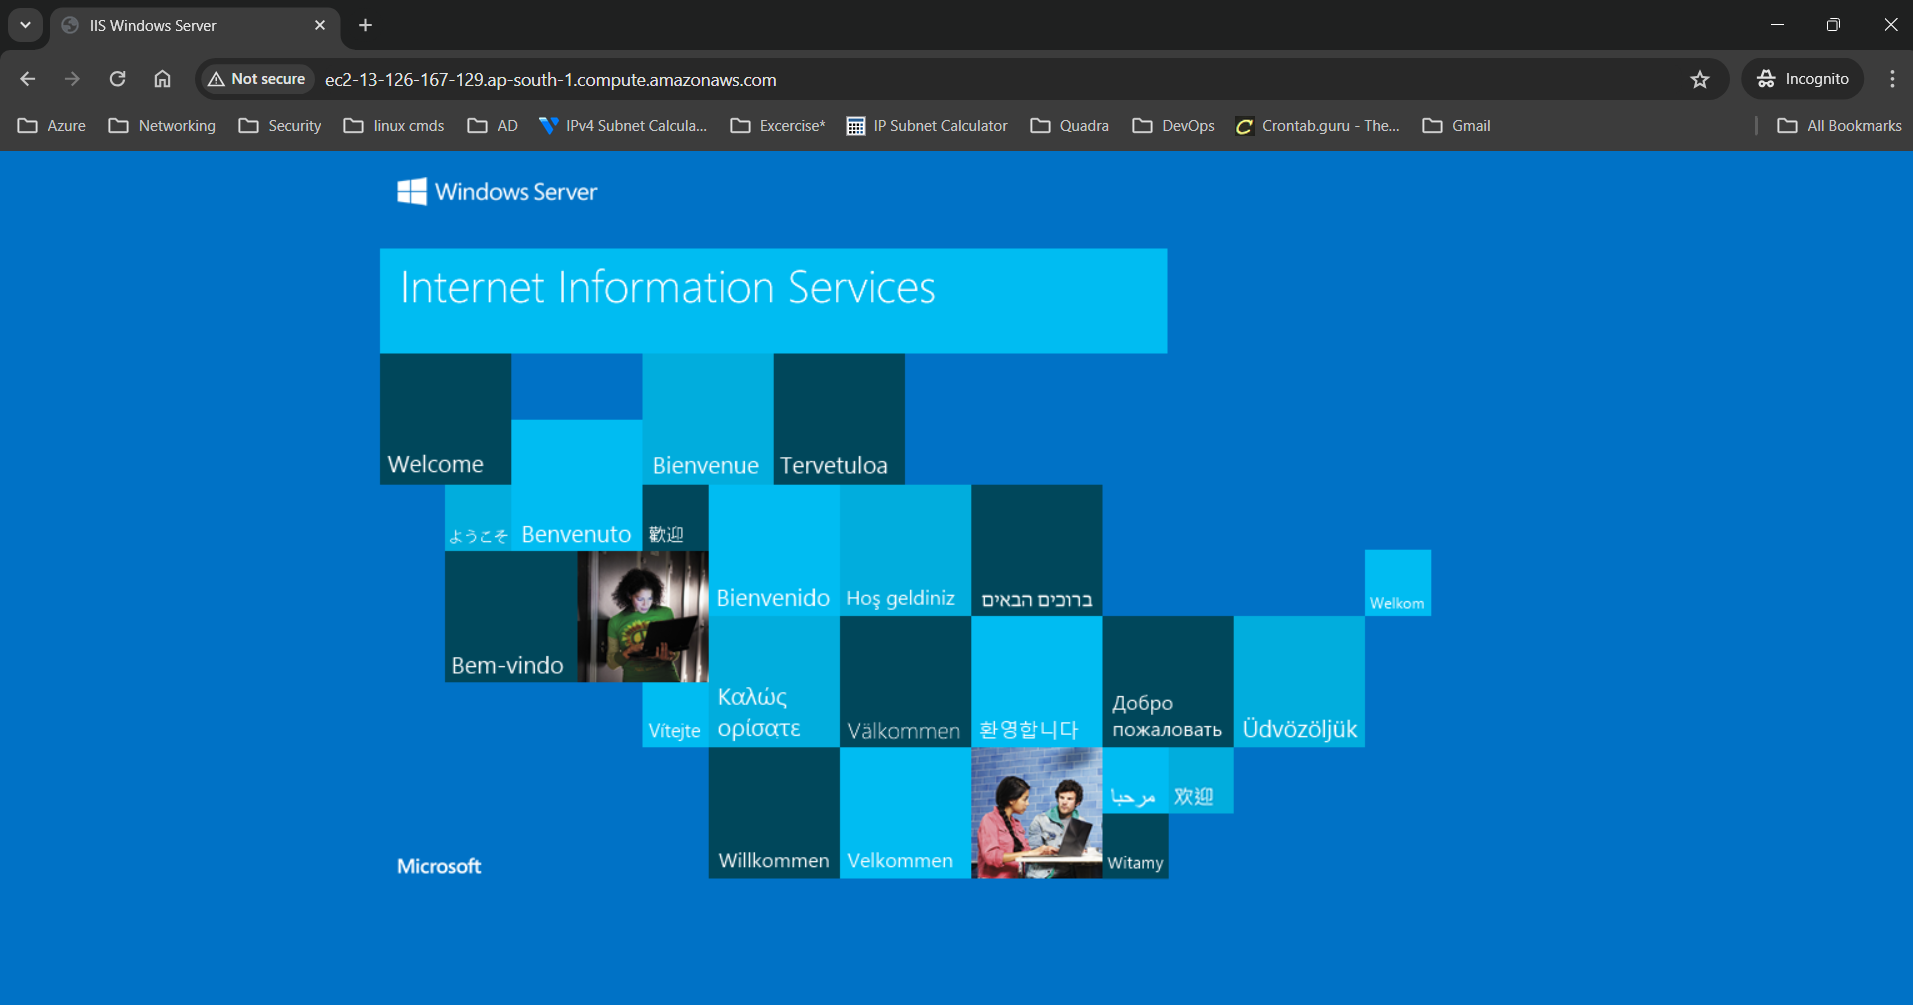 IIS Windows Server
Not secure
ec2-13-126-167-129.ap-south-1.compute.amazonaws.com
Incognito
Azure
Networking
Security
linux cmds
AD
IPv4 Subnet Calcula...
Excercise*
IP Subnet Calculator
Quadra
DevOps
Crontab.guru - The...
Gmail
All Bookmarks
Windows Server
Internet Information Services
Welcome
Bienvenue
Tervetuloa
ようこそ
Benvenuto
歡迎
Bienvenido
Hoş geldiniz
ברוכים הבאים
Welkom
Bem-vindo
Vítejte
Καλώς
ορίσατε
Välkommen
환영합니다
Добро
пожаловать
Üdvözöljük
مرحبا
欢迎
Willkommen
Velkommen
Witamy
Microsoft